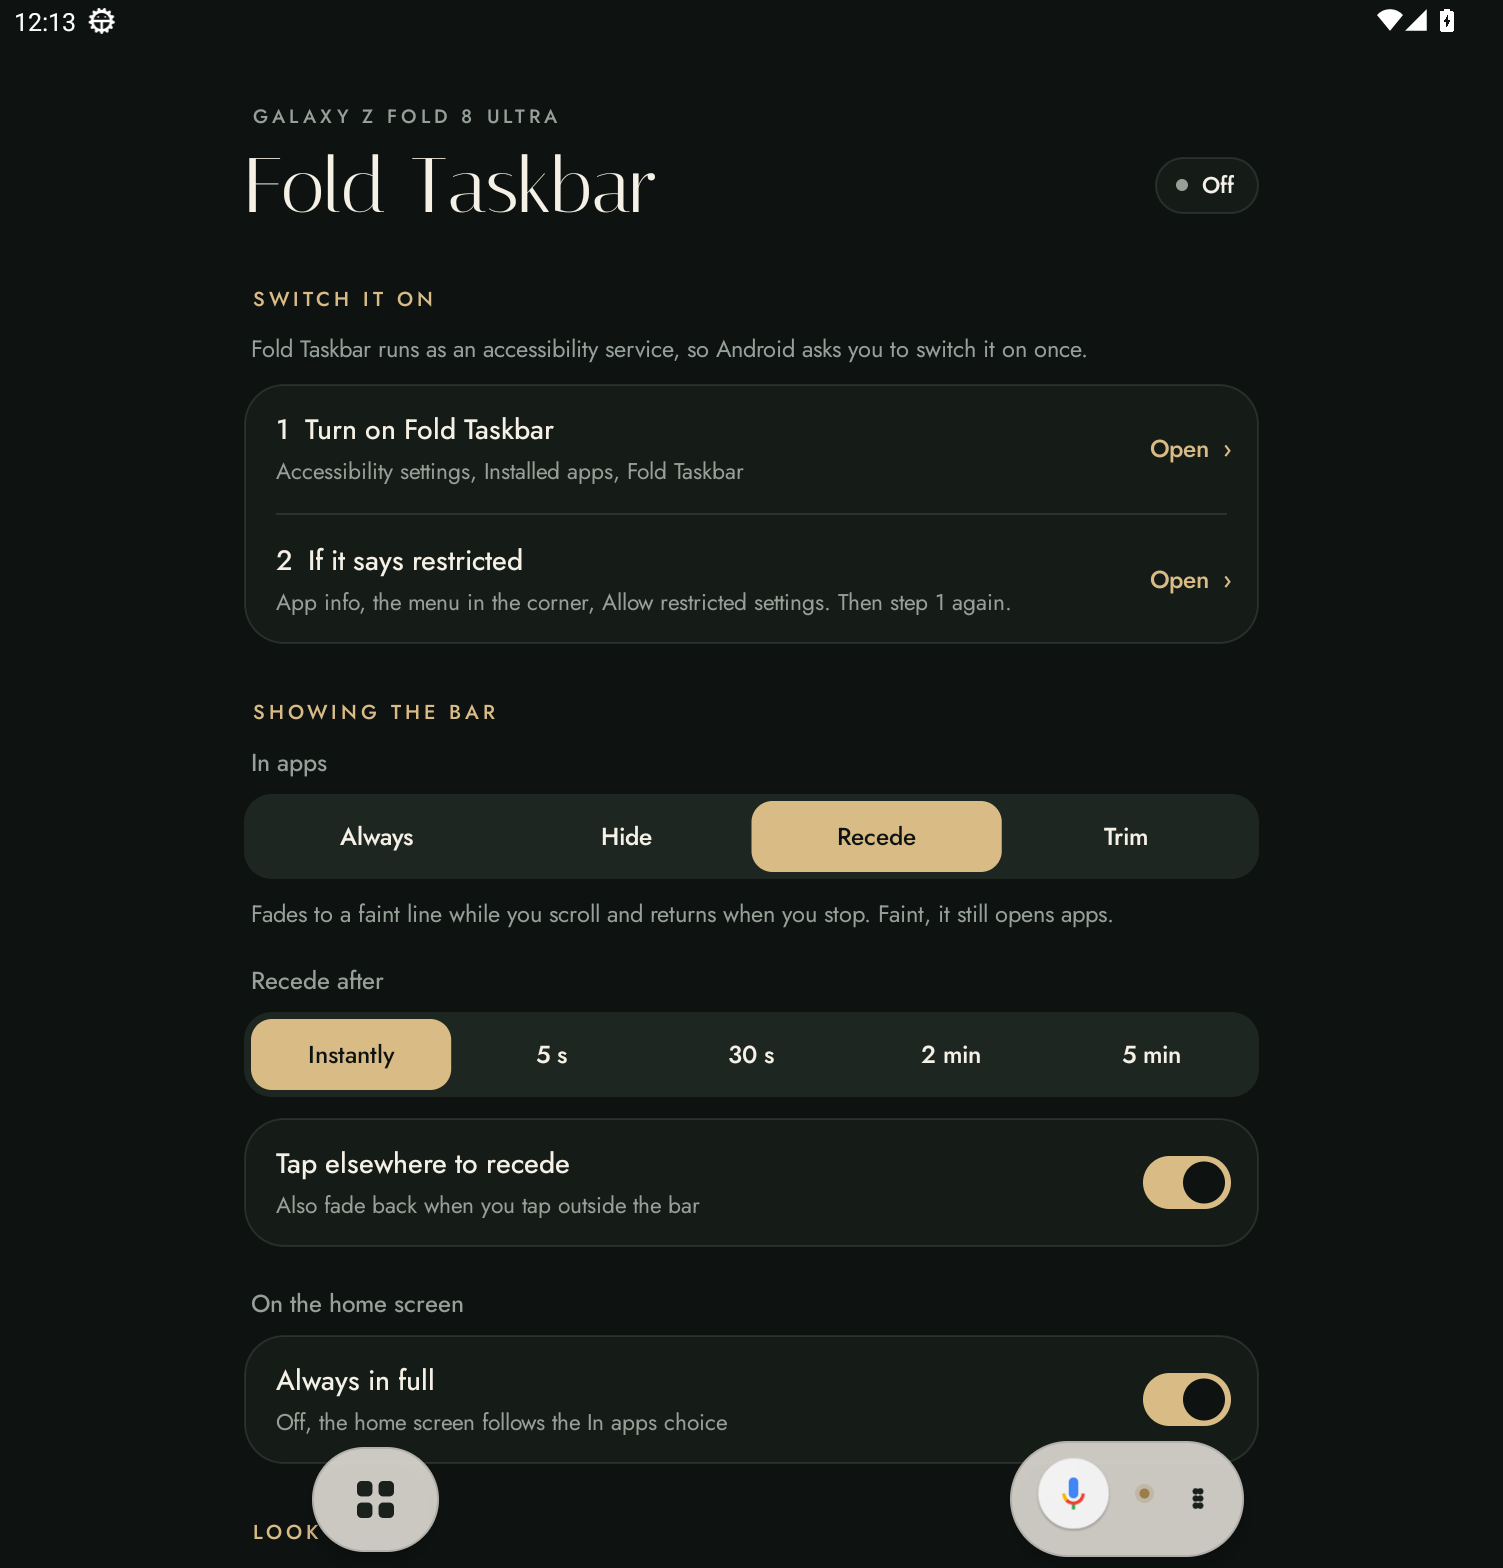 12:13
GALAXY Z FOLD 8 ULTRA
Fold Taskbar
Off
SWITCH IT ON
Fold Taskbar runs as an accessibility service, so Android asks you to switch it on once.
1 Turn on Fold Taskbar
Accessibility settings, Installed apps, Fold Taskbar
Open ›
2 If it says restricted
App info, the menu in the corner, Allow restricted settings. Then step 1 again.
Open ›
SHOWING THE BAR
In apps
Always Hide Recede Trim
Fades to a faint line while you scroll and returns when you stop. Faint, it still opens apps.
Recede after
Instantly 5 s 30 s 2 min 5 min
Tap elsewhere to recede
Also fade back when you tap outside the bar
On the home screen
Always in full
Off, the home screen follows the In apps choice
LOOK